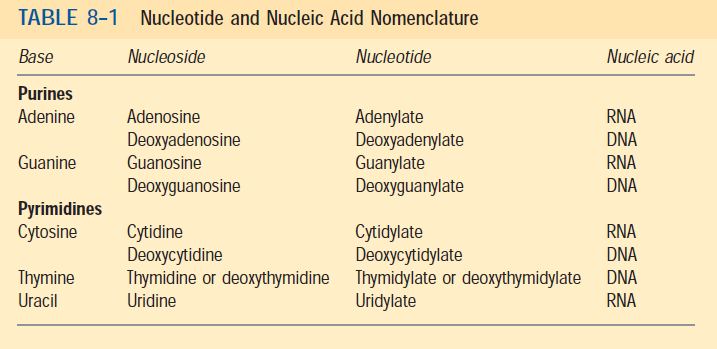 TABLE 8–1 Nucleotide and Nucleic Acid Nomenclature
Base Nucleoside Nucleotide Nucleic acid
Purines
Adenine Adenosine Adenylate RNA
Deoxyadenosine Deoxyadenylate DNA
Guanine Guanosine Guanylate RNA
Deoxyguanosine Deoxyguanylate DNA
Pyrimidines
Cytosine Cytidine Cytidylate RNA
Deoxycytidine Deoxycytidylate DNA
Thymine Thymidine or deoxythymidine Thymidylate or deoxythymidylate DNA
Uracil Uridine Uridylate RNA